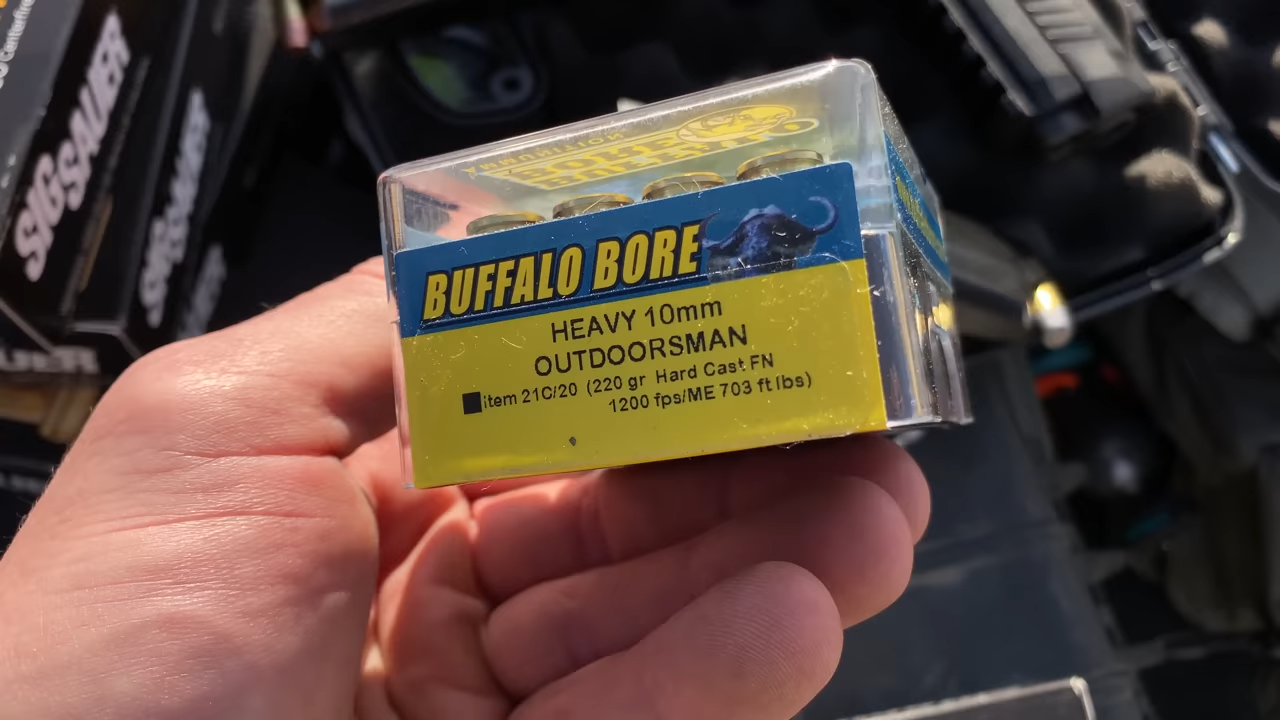 SIG SAUER
SIG SAUER
BUFFALO BORE
HEAVY 10mm
OUTDOORSMAN
item 21C/20 (220 gr Hard Cast FN
1200 fps/ME 703 ft lbs)